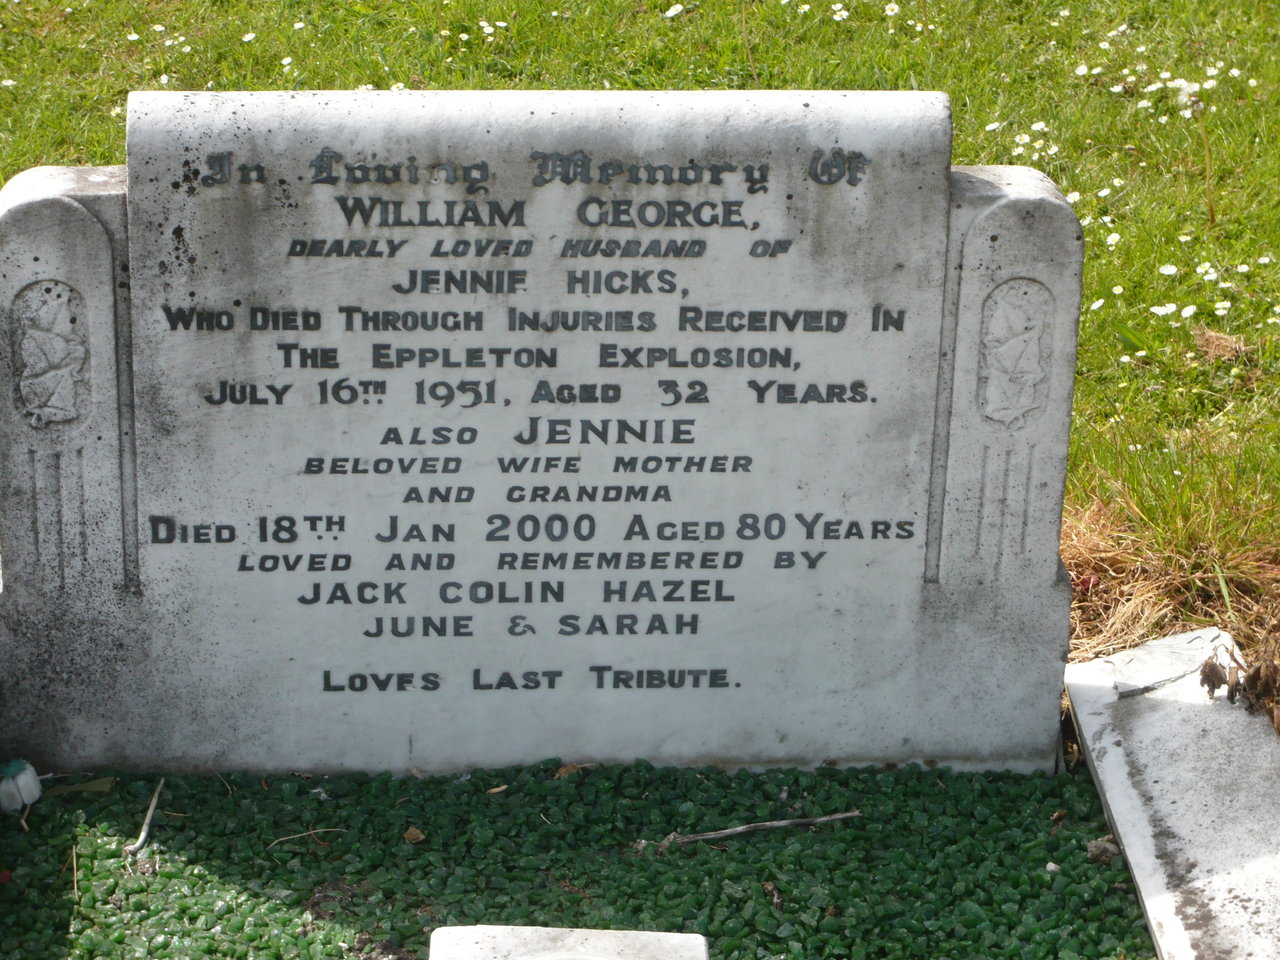 In Loving Memory Of
WILLIAM GEORGE,
DEARLY LOVED HUSBAND OF
JENNIE HICKS,
WHO DIED THROUGH INJURIES RECEIVED IN
THE EPPLETON EXPLOSION,
JULY 16TH 1951, AGED 32 YEARS.
ALSO JENNIE
BELOVED WIFE MOTHER
AND GRANDMA
DIED 18TH JAN 2000 AGED 80 YEARS
LOVED AND REMEMBERED BY
JACK COLIN HAZEL
JUNE & SARAH
LOVES LAST TRIBUTE.